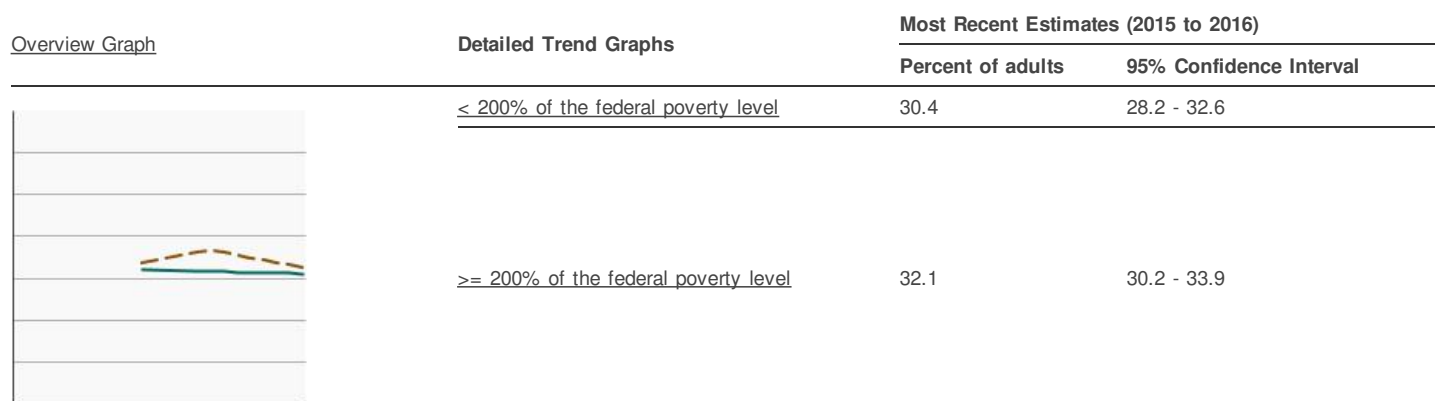 Overview Graph
Detailed Trend Graphs
Most Recent Estimates (2015 to 2016)
Percent of adults 95% Confidence Interval
< 200% of the federal poverty level 30.4 28.2 - 32.6
>= 200% of the federal poverty level 32.1 30.2 - 33.9